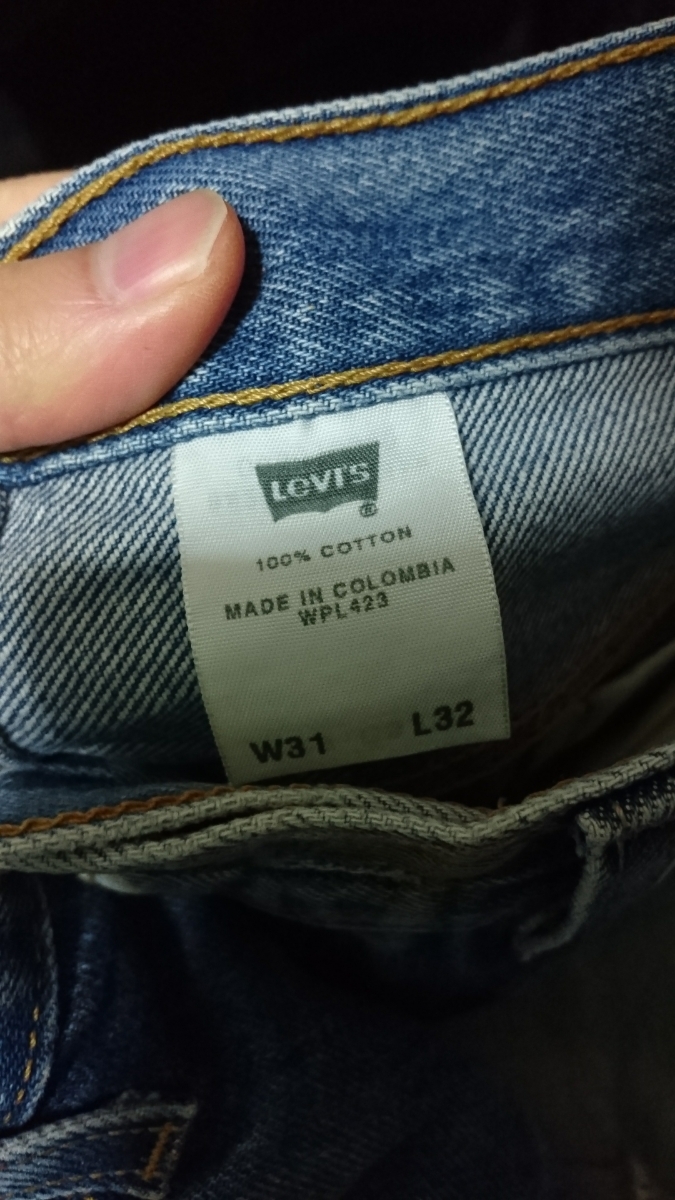 LEVI'S
®
100% COTTON
MADE IN COLOMBIA
WPL423
W31 L32